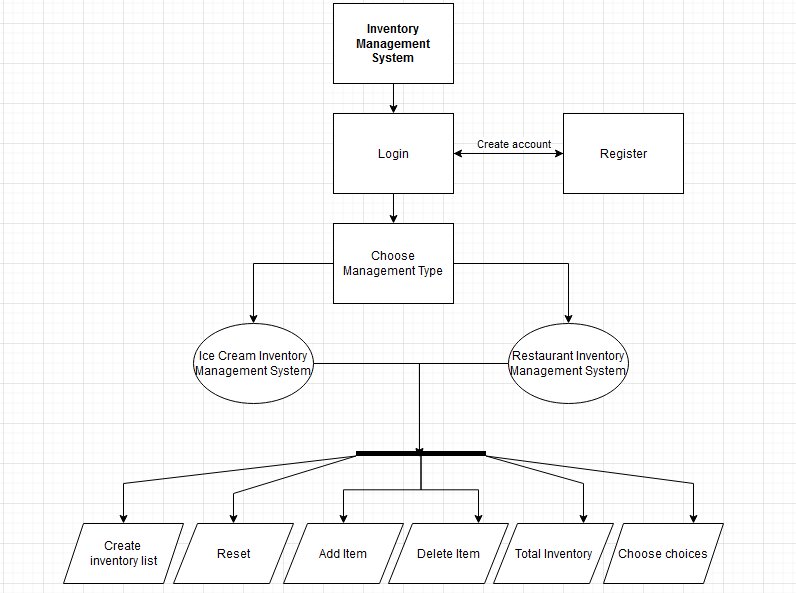 Inventory
Management
System
Login
Create account
Register
Choose
Management Type
Ice Cream Inventory
Management System
Restaurant Inventory
Management System
Create
inventory list
Reset
Add Item
Delete Item
Total Inventory
Choose choices